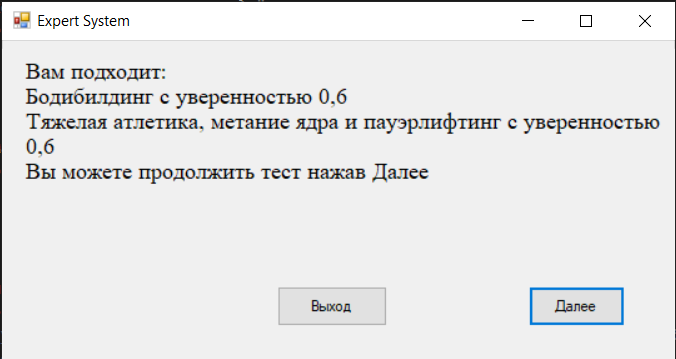 Expert System
Вам подходит:
Бодибилдинг с уверенностью 0,6
Тяжелая атлетика, метание ядра и пауэрлифтинг с уверенностью
0,6
Вы можете продолжить тест нажав Далее
Выход
Далее